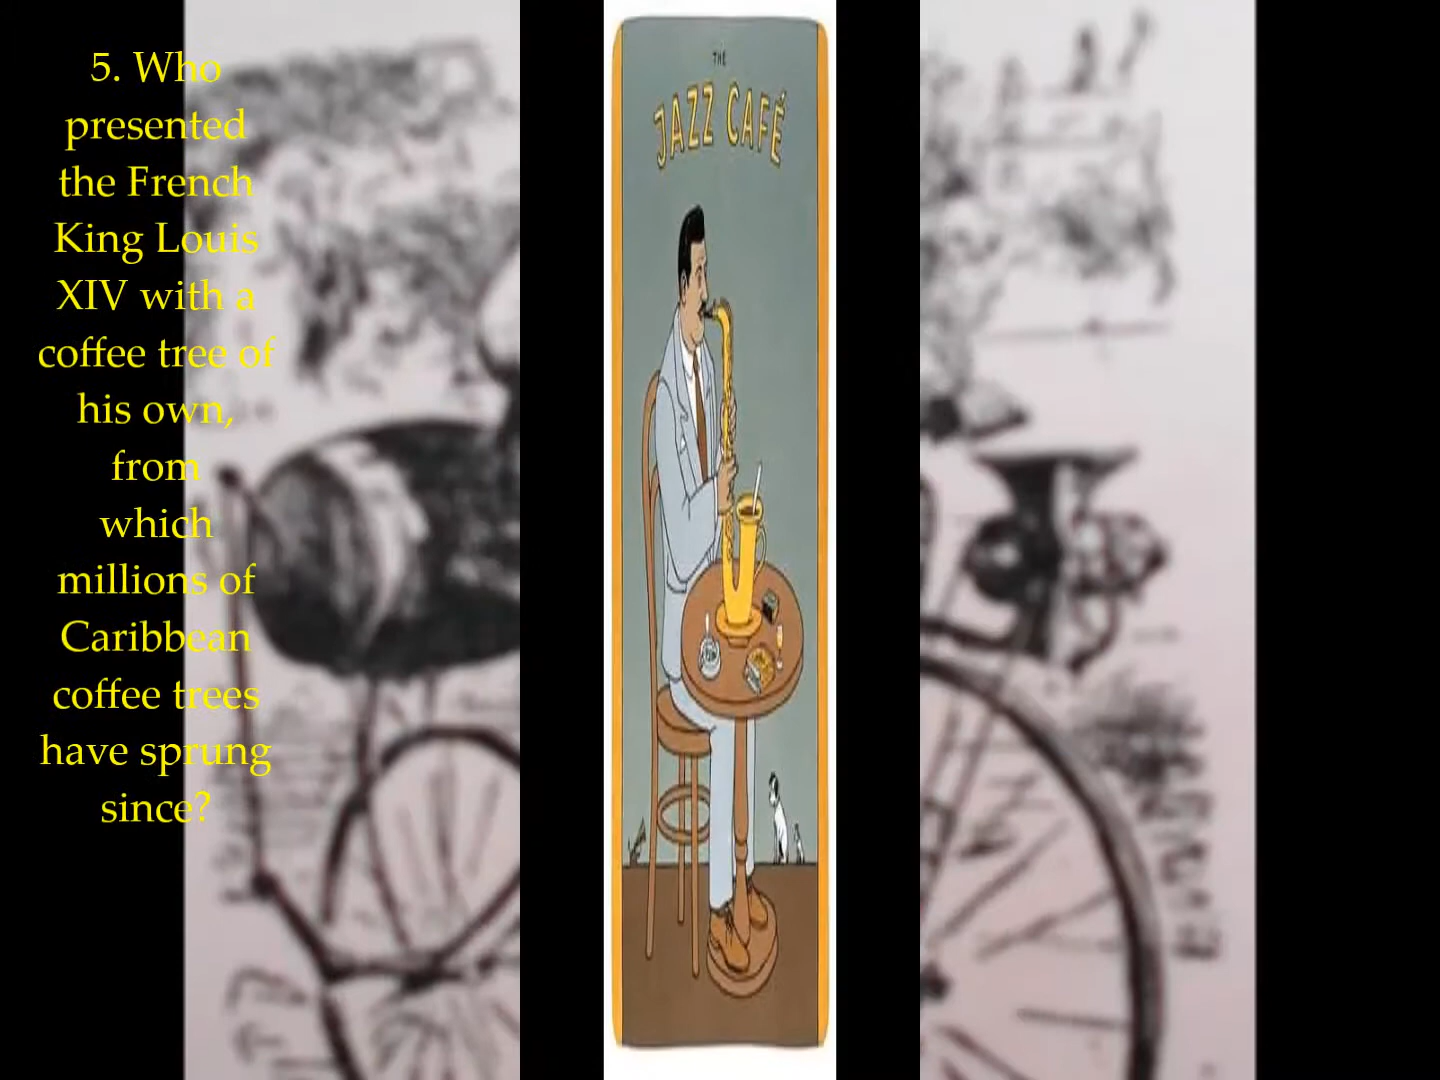 5. Who
presented
the French
King Louis
XIV with a
coffee tree of
his own,
from
which
millions of
Caribbean
coffee trees
have sprung
since?
THE
JAZZ CAFÉ